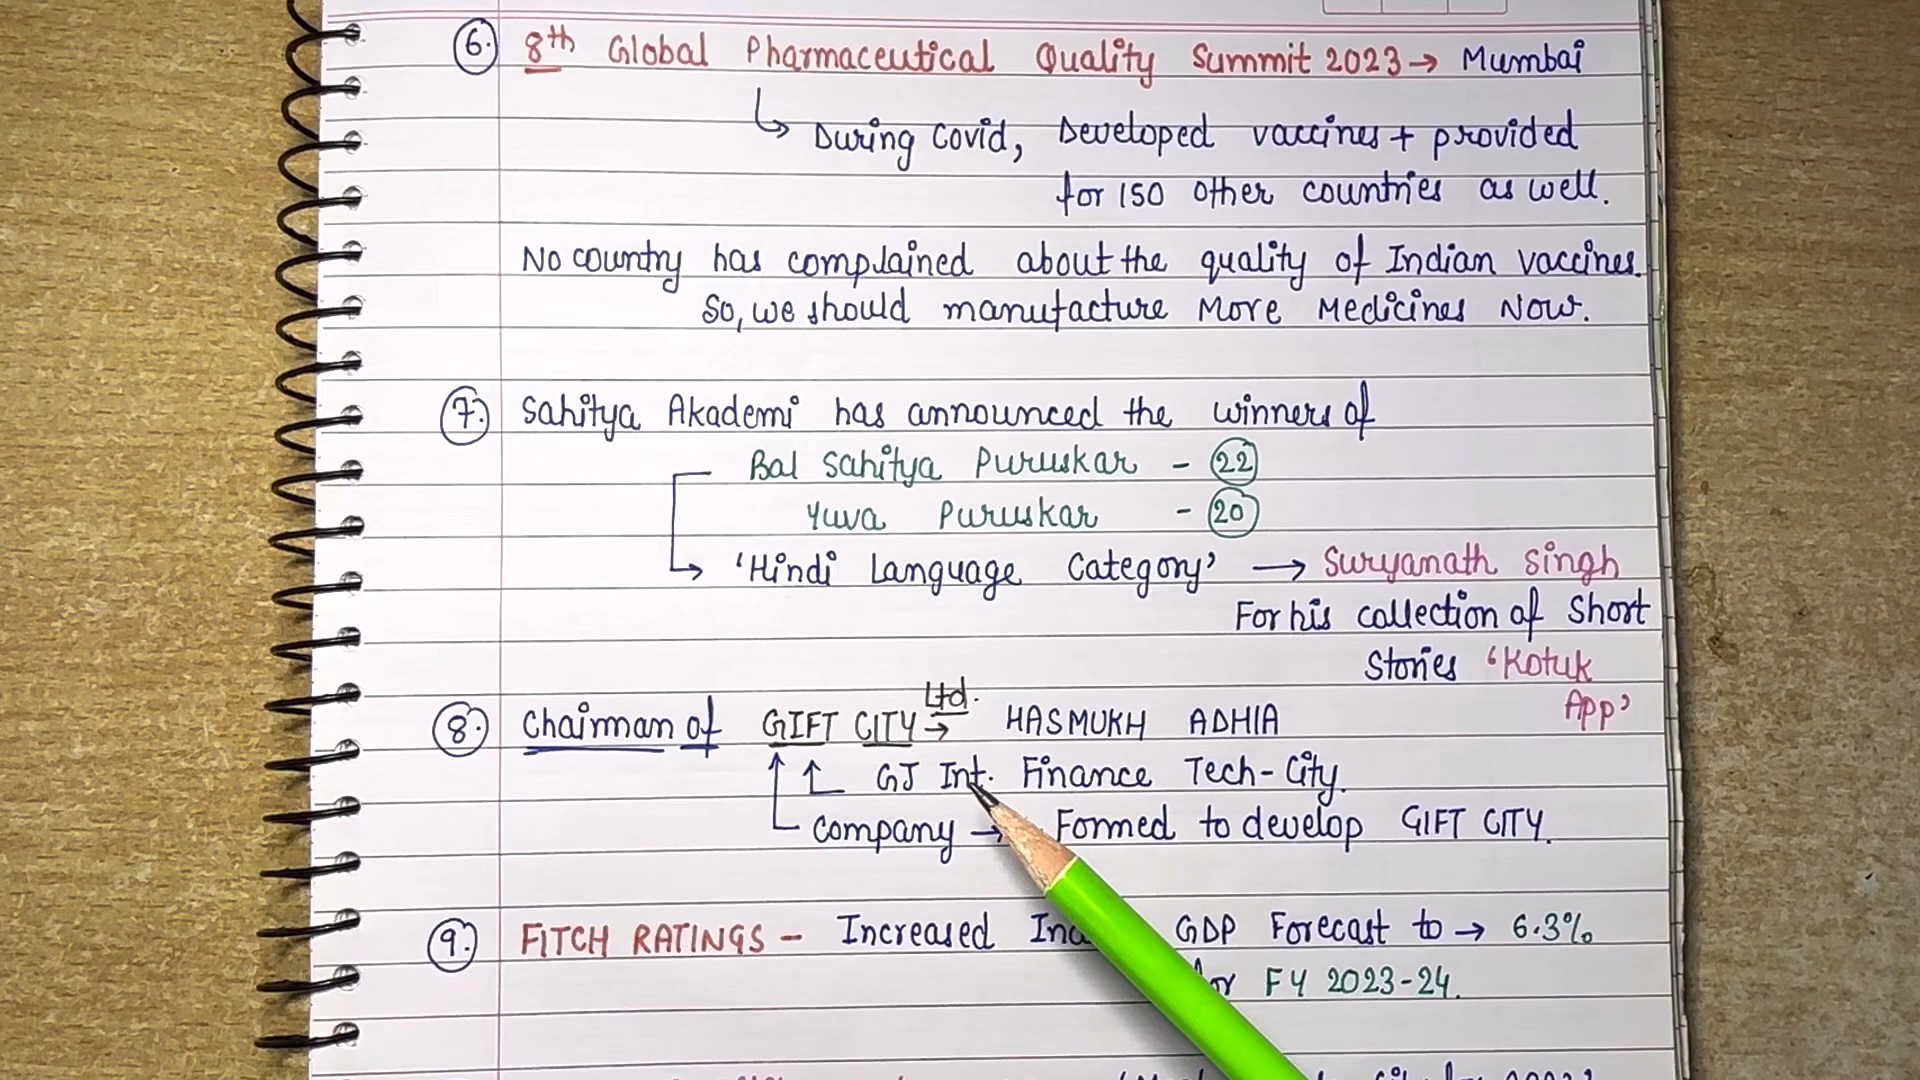 6. 8th Global Pharmaceutical Quality Summit 2023 → Mumbai
↳ During Covid, Developed vaccines + provided
for 150 other countries as well.
No country has complained about the quality of Indian vaccines.
So, we should manufacture More Medicines Now.
7. Sahitya Akademi has announced the winners of
Bal Sahitya Puruskar - 22
Yuva Puruskar - 20
→ 'Hindi Language Category' → Suryanath Singh
For his collection of Short
Stories 'Kotuk
App'
8. Chairman of GIFT CITY Ltd. → HASMUKH ADHIA
GJ Int. Finance Tech-City.
Company → Formed to develop GIFT CITY.
9. FITCH RATINGS - Increased GDP Forecast to → 6.3%
FY 2023-24.